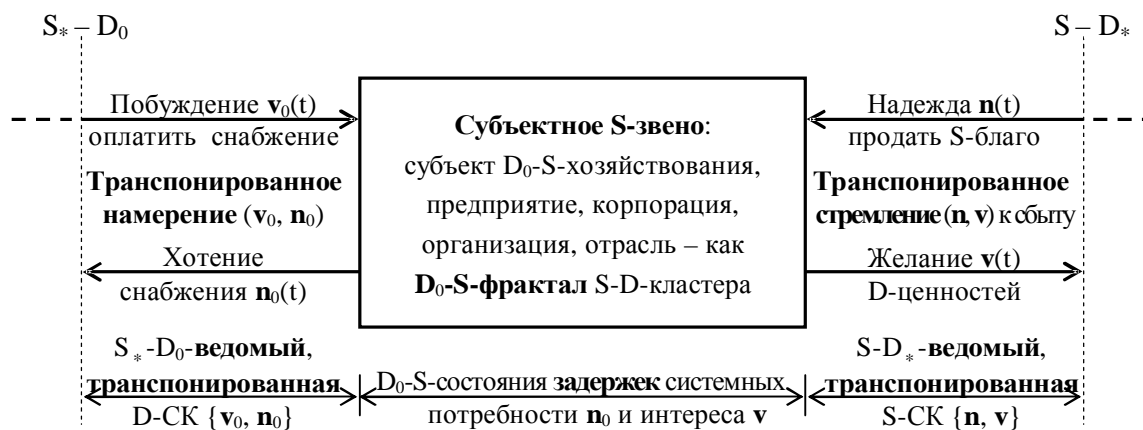 S* – D0
S – D*
Побуждение v0(t)
оплатить снабжение
Транспонированное
намерение (v0, n0)
Хотение
снабжения n0(t)
Субъектное S-звено:
субъект D0-S-хозяйствования,
предприятие, корпорация,
организация, отрасль – как
D0-S-фрактал S-D-кластера
Надежда n(t)
продать S-благо
Транспонированное
стремление (n, v) к сбыту
Желание v(t)
D-ценностей
S*-D0-ведомый,
транспонированная
D-СК {v0, n0}
D0-S-состояния задержек системных
потребности n0 и интереса v
S-D*-ведомый,
транспонированная
S-СК {n, v}